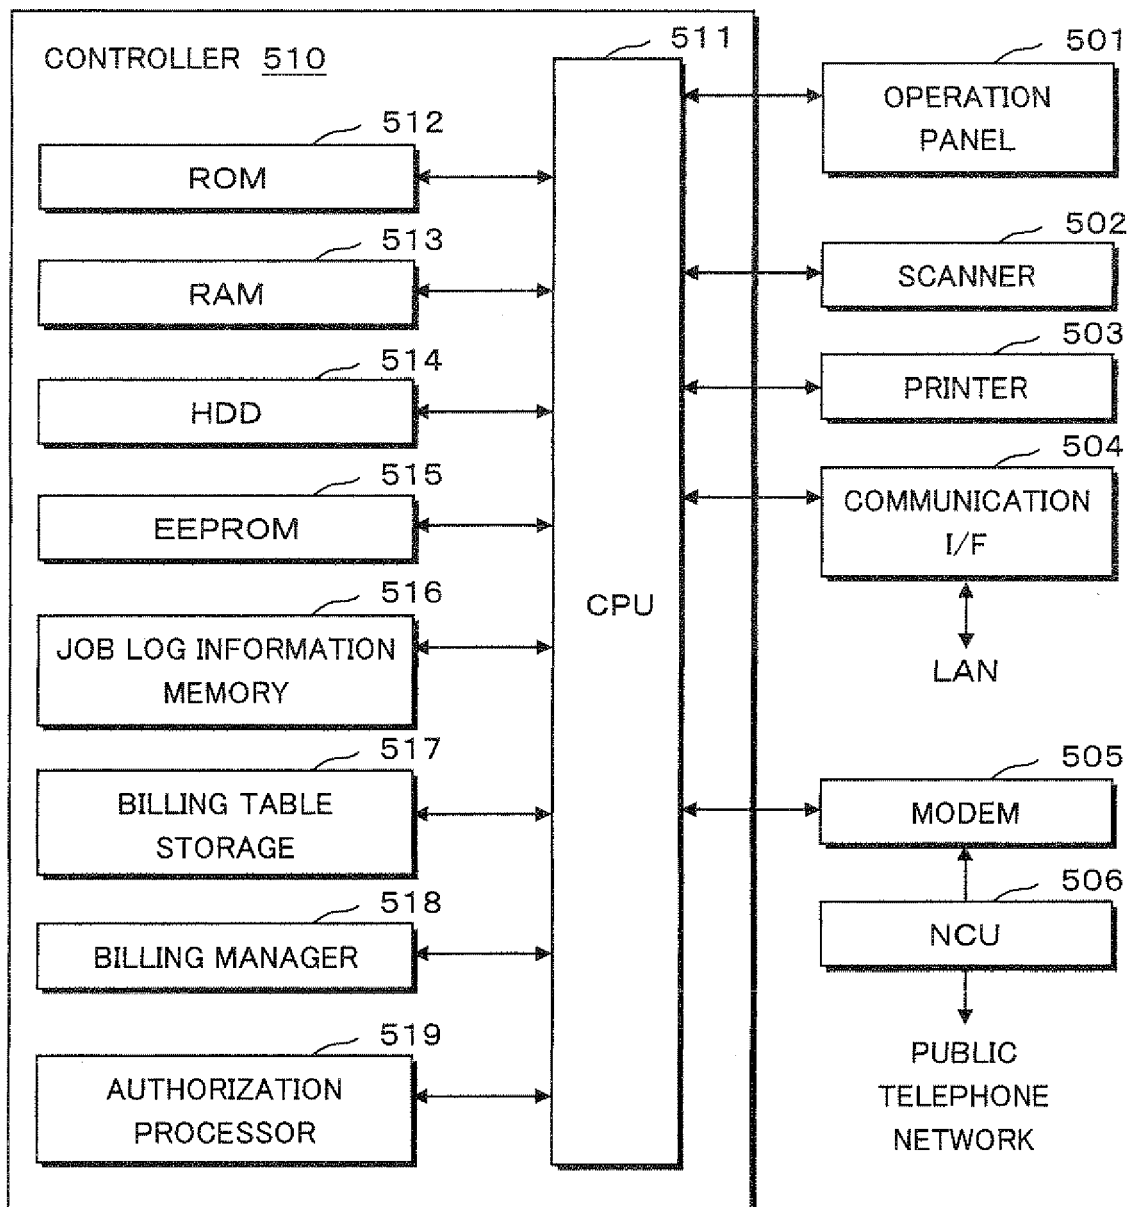 CONTROLLER 510
511
512
ROM
513
RAM
514
HDD
515
EEPROM
516
JOB LOG INFORMATION
MEMORY
517
BILLING TABLE
STORAGE
518
BILLING MANAGER
519
AUTHORIZATION
PROCESSOR
CPU
501
OPERATION
PANEL
502
SCANNER
503
PRINTER
504
COMMUNICATION
I/F
LAN
505
MODEM
506
NCU
PUBLIC
TELEPHONE
NETWORK